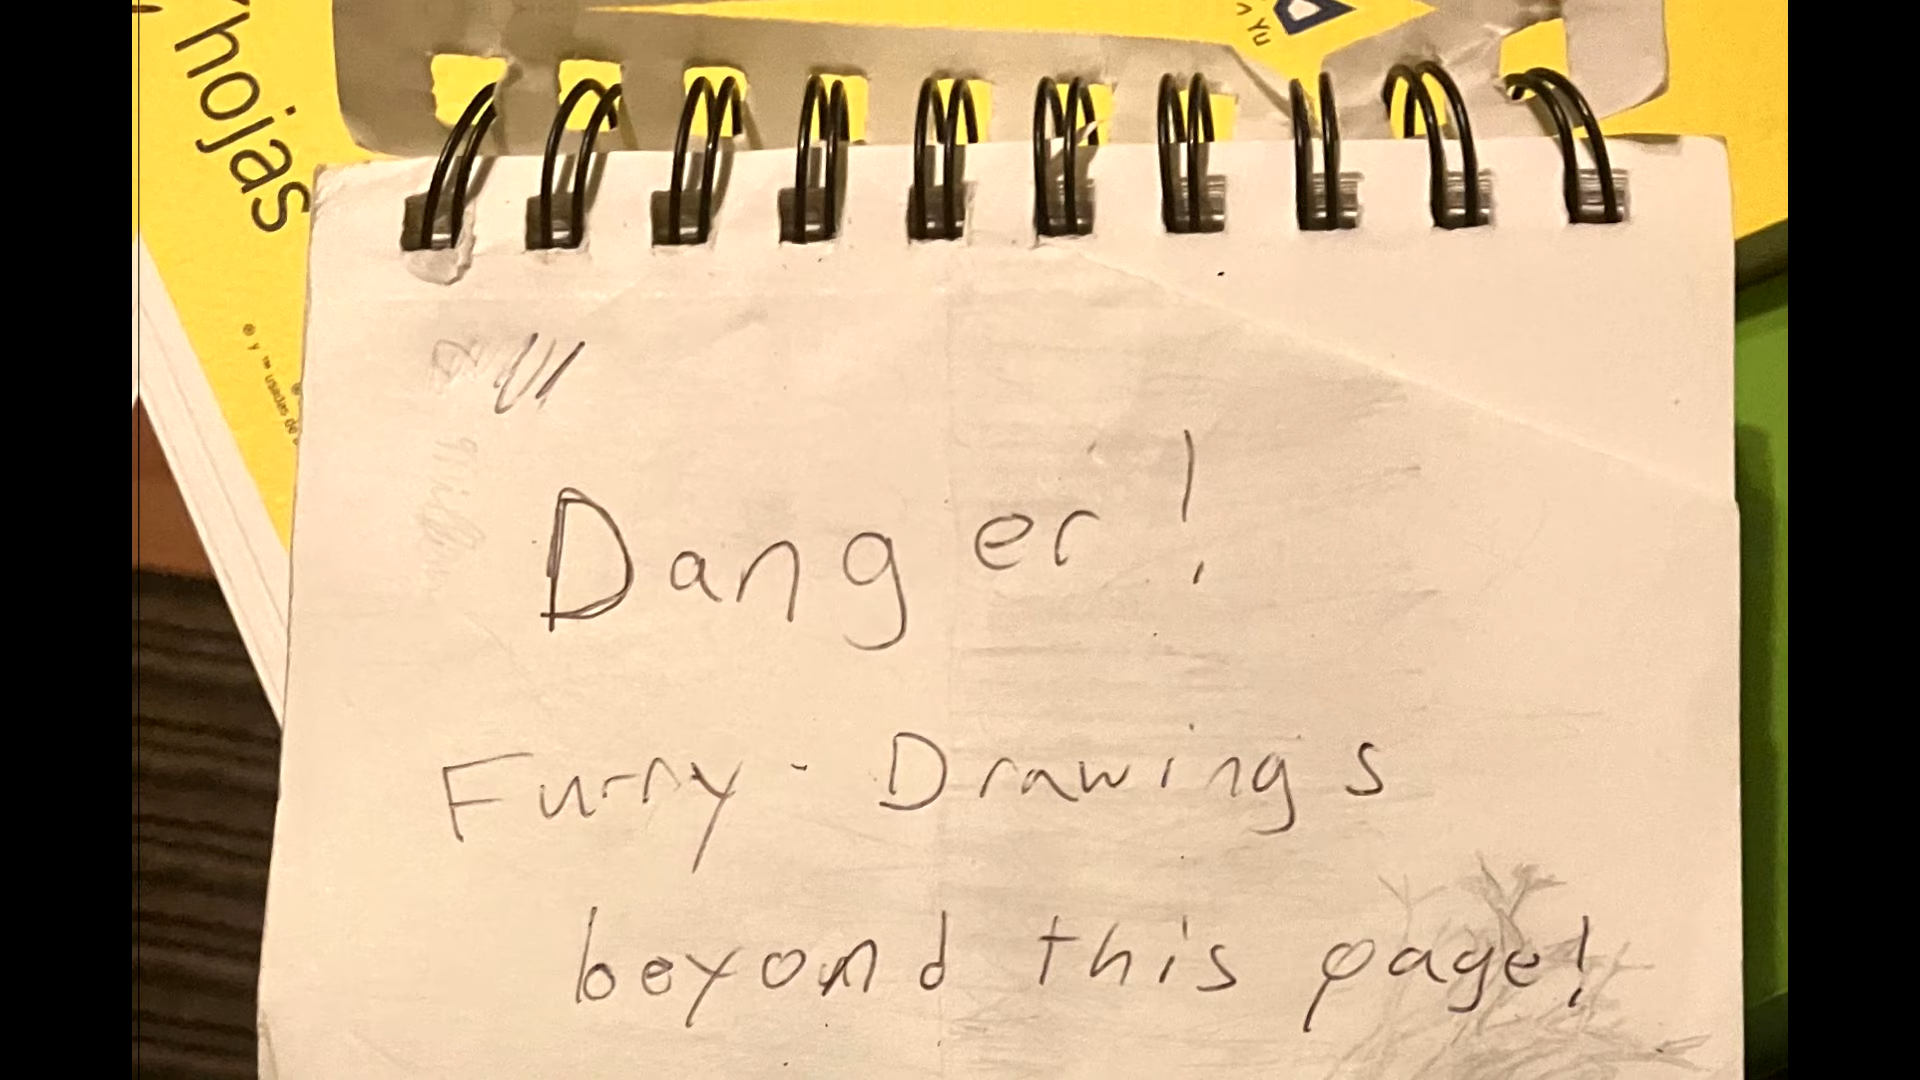 hojas
Danger!
Furry-Drawings
beyond this page!